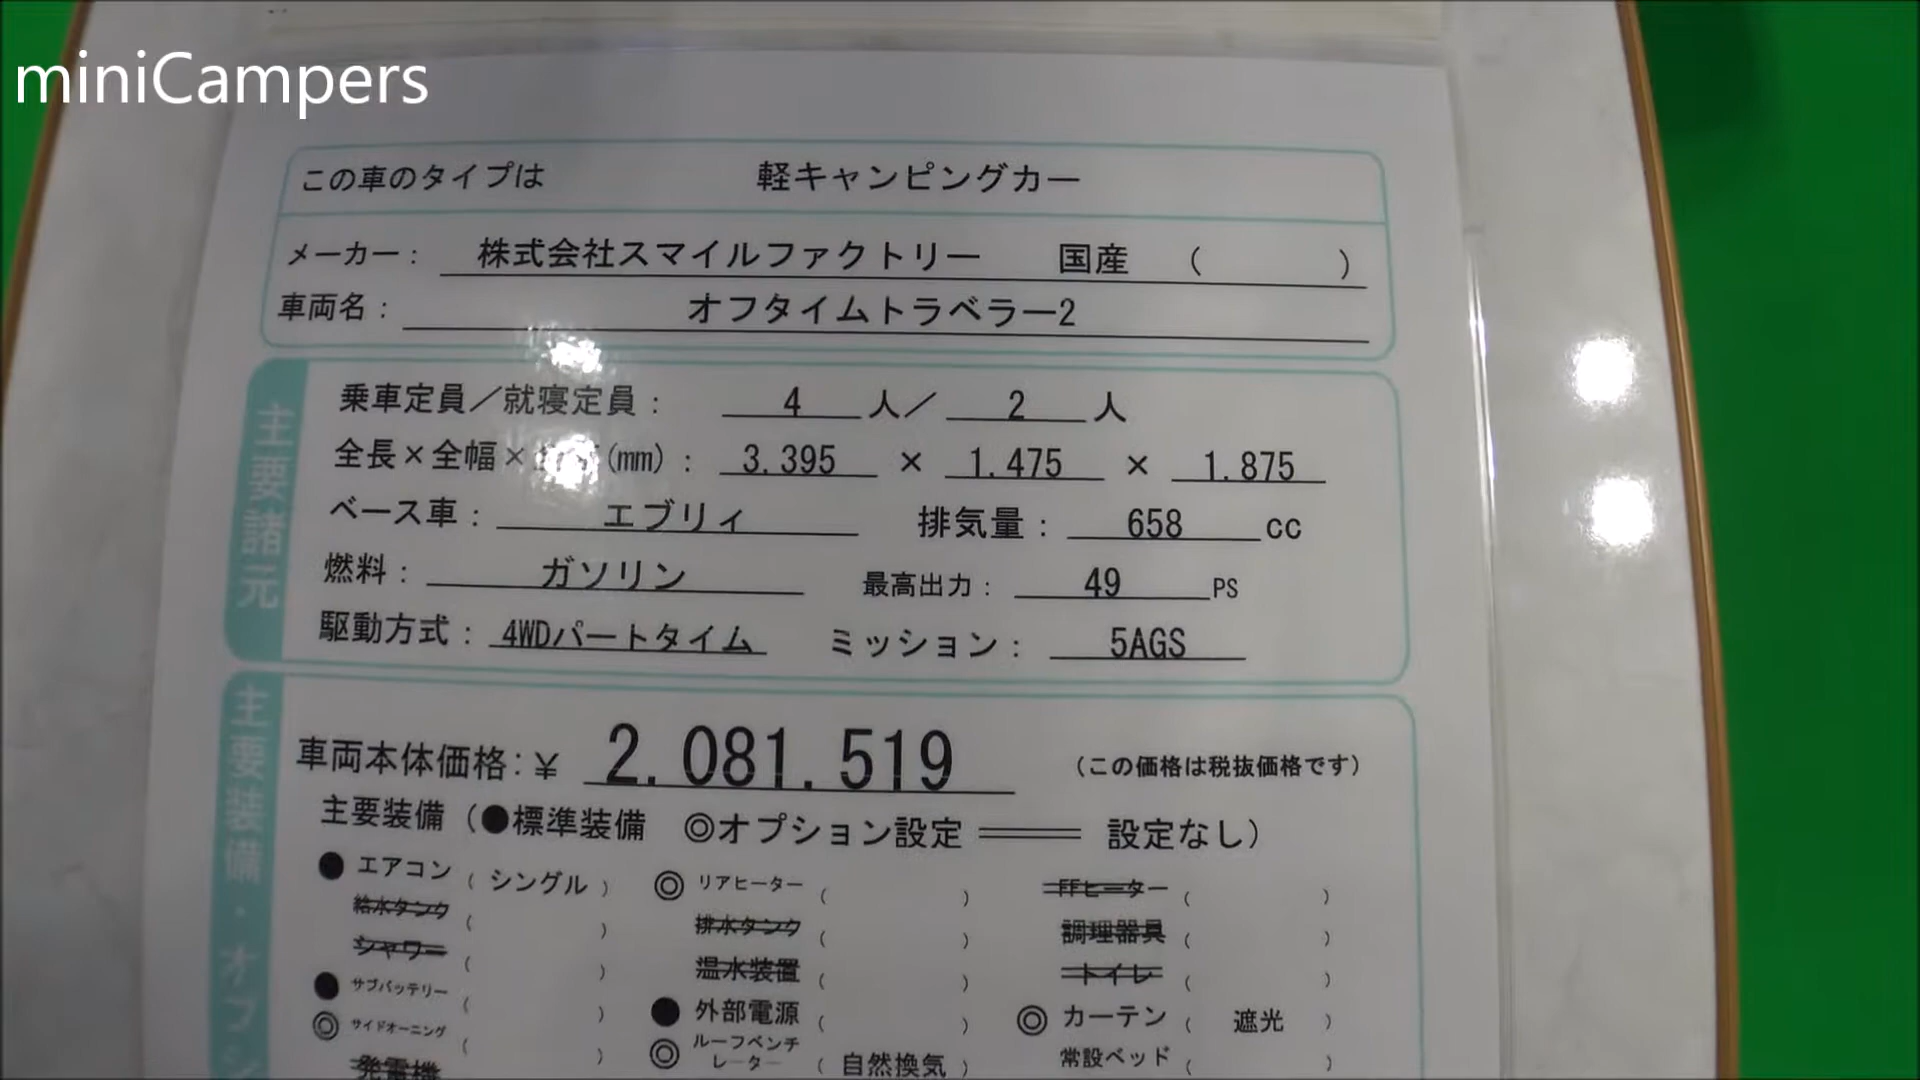 miniCampers
この車のタイプは 軽キャンピングカー
メーカー： 株式会社スマイルファクトリー 国産 （ ）
車両名： オフタイムトラベラー2
主要諸元
乗車定員／就寝定員： 4 人／ 2 人
全長×全幅× (mm)： 3.395 × 1.475 × 1.875
ベース車： エブリィ 排気量： 658 cc
燃料： ガソリン 最高出力： 49 PS
駆動方式： 4WDパートタイム ミッション： 5AGS
主要装備・オプシ
車両本体価格：¥ 2.081.519 （この価格は税抜価格です）
主要装備（●標準装備 ◎オプション設定 ＝＝ 設定なし）
● エアコン （ シングル ） ◎ リアヒーター （ ） FFヒーター （ ）
給水タンク （ ） 排水タンク （ ） 調理器具 （ ）
シャワー （ ） 温水装置 （ ） トイレ （ ）
● サブバッテリー （ ） ● 外部電源 （ ） ◎ カーテン （ 遮光 ）
◎ サイドオーニング （ ） ◎ ルーフベンチレーター （ 自然換気 ） 常設ベッド （ ）
発電機